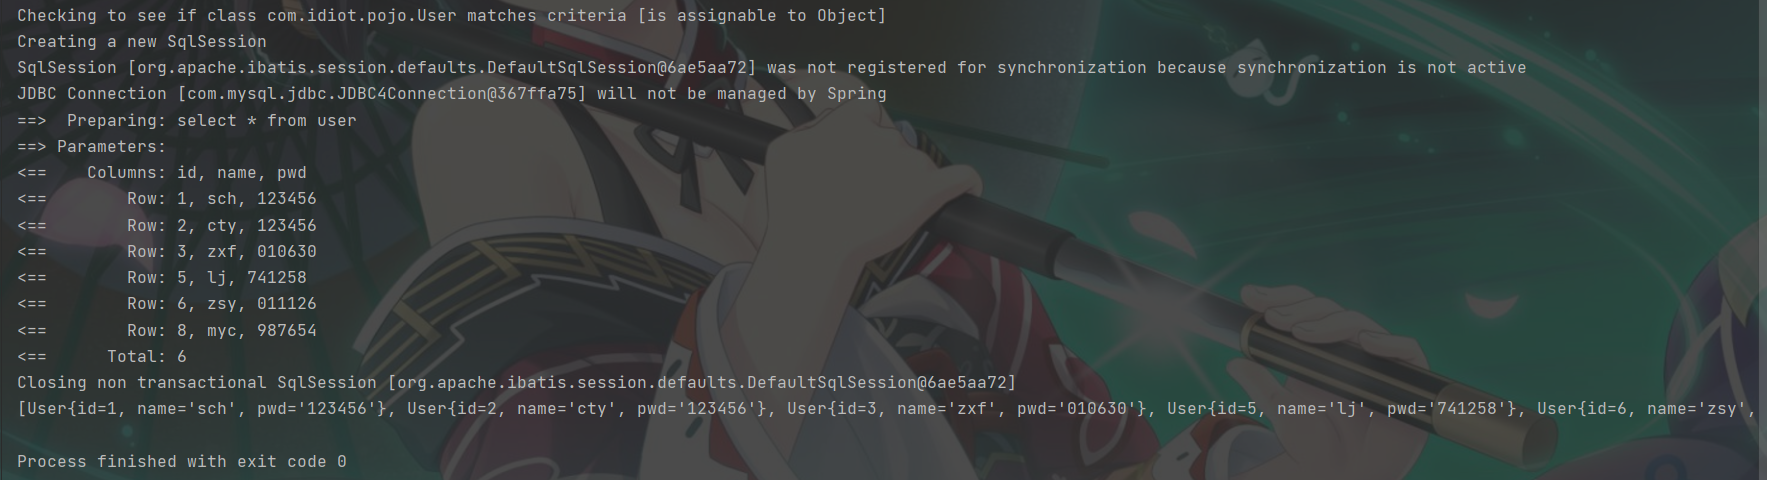 Checking to see if class com.idiot.pojo.User matches criteria [is assignable to Object]
Creating a new SqlSession
SqlSession [org.apache.ibatis.session.defaults.DefaultSqlSession@6ae5aa72] was not registered for synchronization because synchronization is not active
JDBC Connection [com.mysql.jdbc.JDBC4Connection@367ffa75] will not be managed by Spring
==>  Preparing: select * from user
==> Parameters:
<==    Columns: id, name, pwd
<==        Row: 1, sch, 123456
<==        Row: 2, cty, 123456
<==        Row: 3, zxf, 010630
<==        Row: 5, lj, 741258
<==        Row: 6, zsy, 011126
<==        Row: 8, myc, 987654
<==      Total: 6
Closing non transactional SqlSession [org.apache.ibatis.session.defaults.DefaultSqlSession@6ae5aa72]
[User{id=1, name='sch', pwd='123456'}, User{id=2, name='cty', pwd='123456'}, User{id=3, name='zxf', pwd='010630'}, User{id=5, name='lj', pwd='741258'}, User{id=6, name='zsy',
Process finished with exit code 0